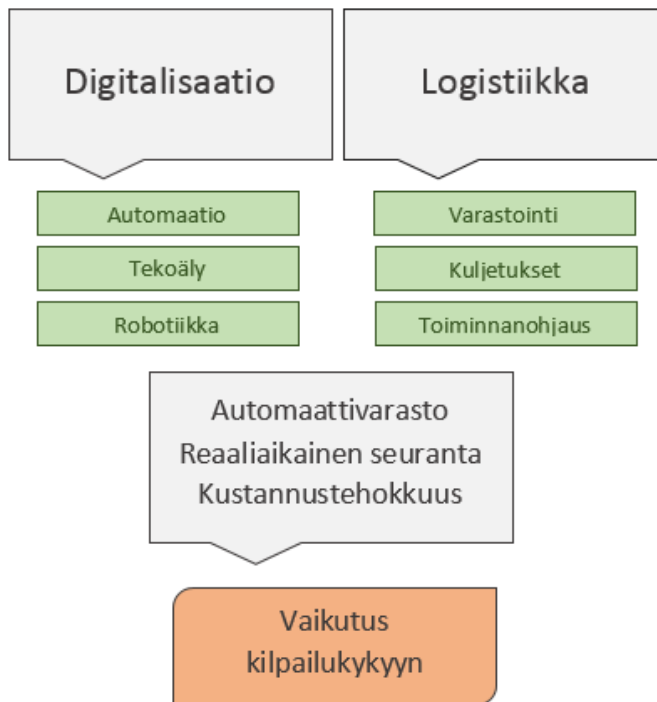 Digitalisaatio
Logistiikka
Automaatio
Tekoäly
Robotiikka
Varastointi
Kuljetukset
Toiminnanohjaus
Automaattivarasto
Reaaliaikainen seuranta
Kustannustehokkuus
Vaikutus
kilpailukykyyn